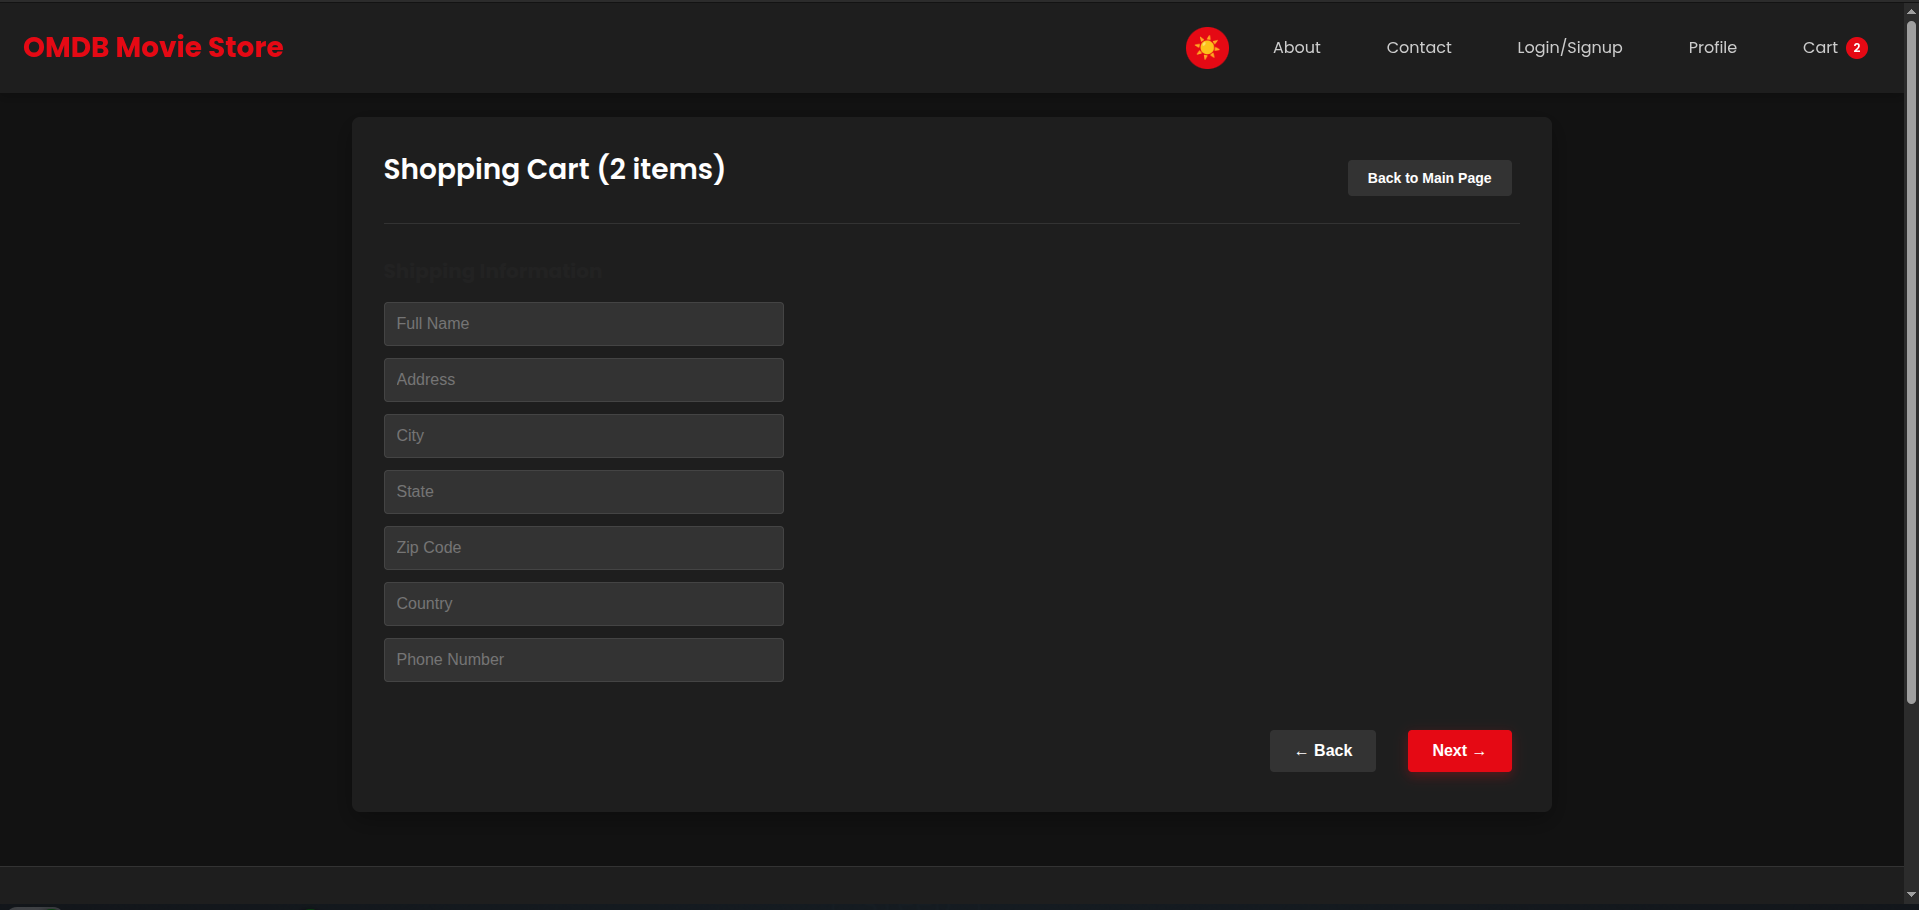 OMDB Movie Store
About Contact Login/Signup Profile Cart 2
Shopping Cart (2 items)
Back to Main Page
Shipping Information
Full Name
Address
City
State
Zip Code
Country
Phone Number
← Back Next →